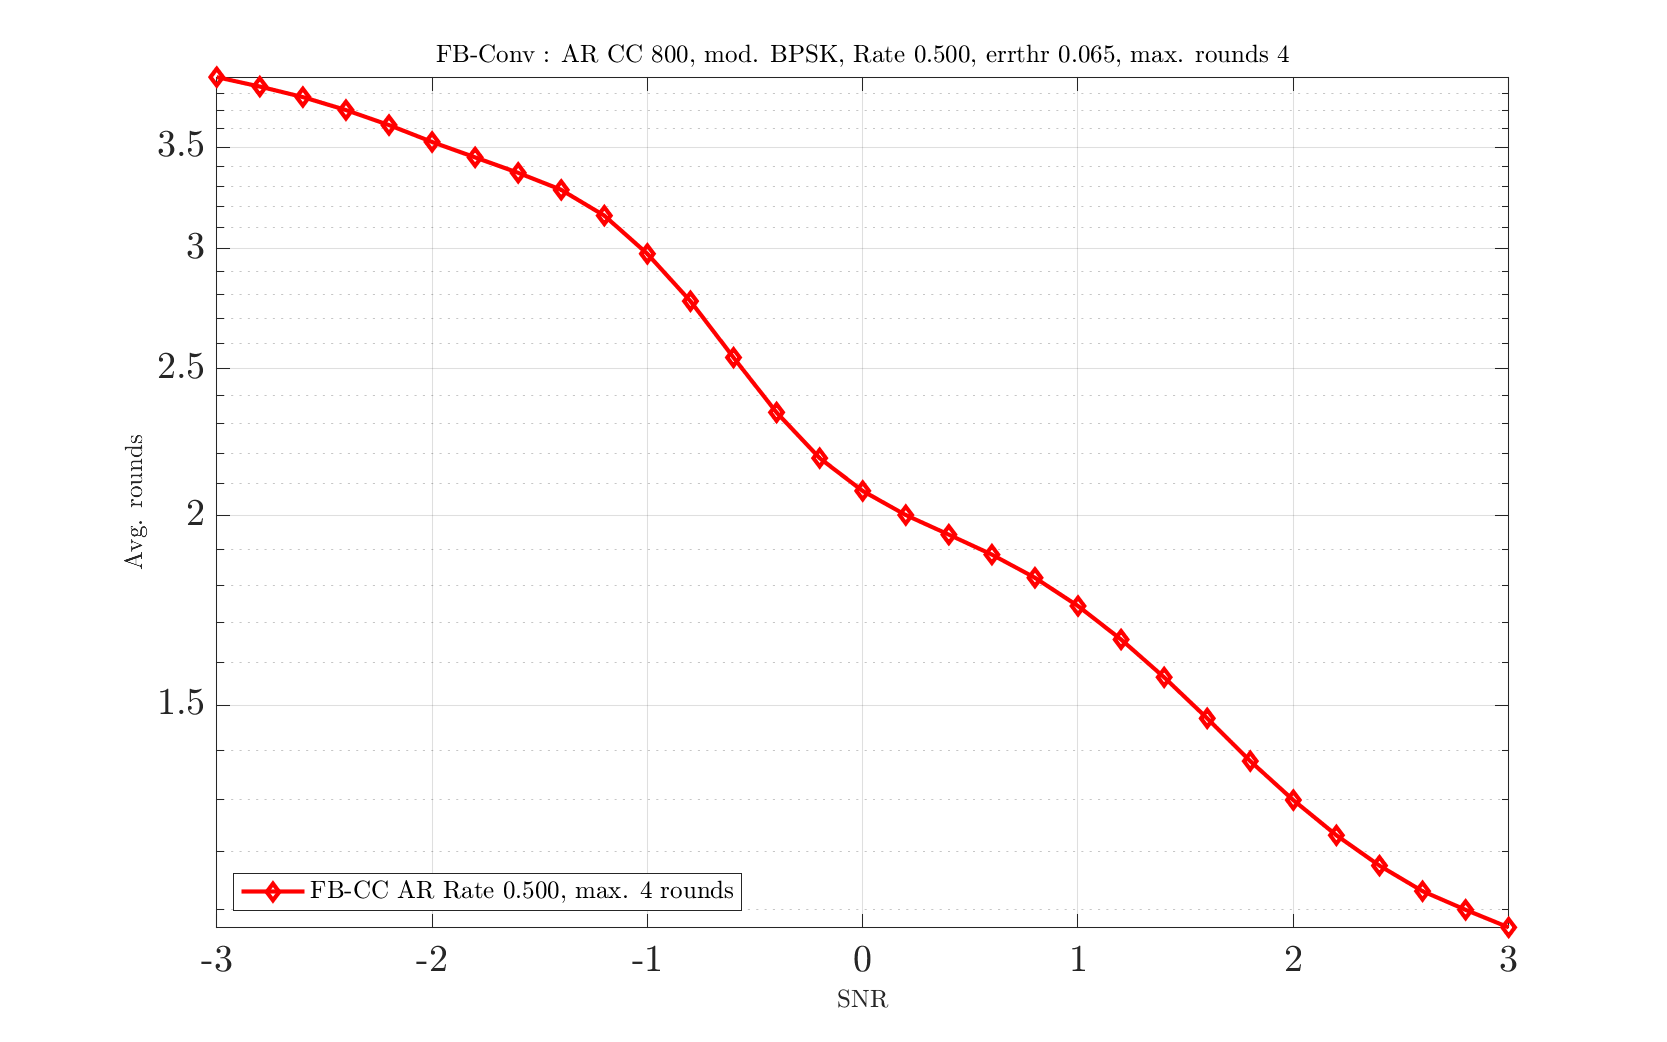 FB-Conv : AR CC 800, mod. BPSK, Rate 0.500, errthr 0.065, max. rounds 4
3.5
3
2.5
2
1.5
Avg. rounds
FB-CC AR Rate 0.500, max. 4 rounds
-3 -2 -1 0 1 2 3
SNR